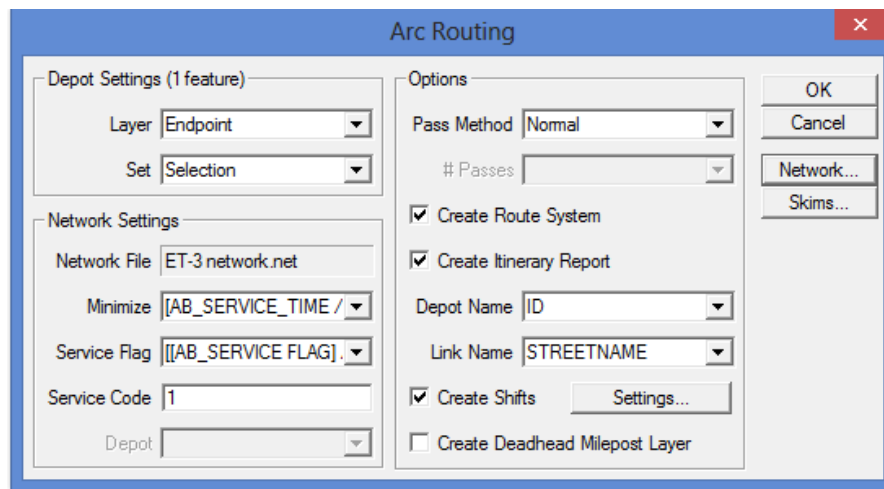 Arc Routing
Depot Settings (1 feature)
Layer Endpoint
Set Selection
Network Settings
Network File ET-3 network.net
Minimize [AB_SERVICE_TIME /
Service Flag [[AB_SERVICE FLAG] .
Service Code 1
Depot
Options
Pass Method Normal
# Passes
Create Route System
Create Itinerary Report
Depot Name ID
Link Name STREETNAME
Create Shifts Settings...
Create Deadhead Milepost Layer
OK
Cancel
Network...
Skims...